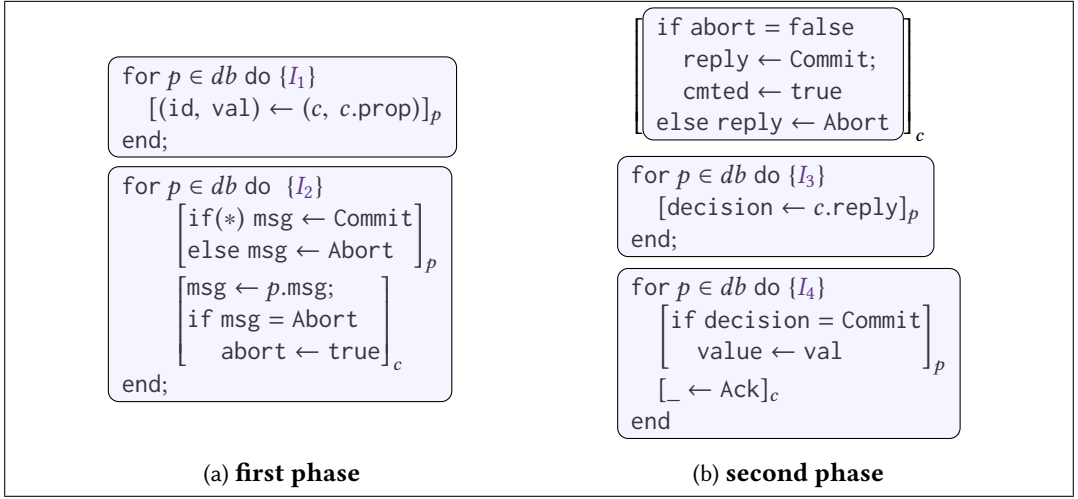 for p ∈ db do {I₁}
[(id, val) ← (c, c.prop)]ₚ
end;
for p ∈ db do {I₂}
[if(*) msg ← Commit
else msg ← Abort]ₚ
[msg ← p.msg;
if msg = Abort
abort ← true]_c
end;
(a) first phase
[if abort = false
reply ← Commit;
cmted ← true
else reply ← Abort]_c
for p ∈ db do {I₃}
[decision ← c.reply]ₚ
end;
for p ∈ db do {I₄}
[if decision = Commit
value ← val]ₚ
[_ ← Ack]_c
end
(b) second phase